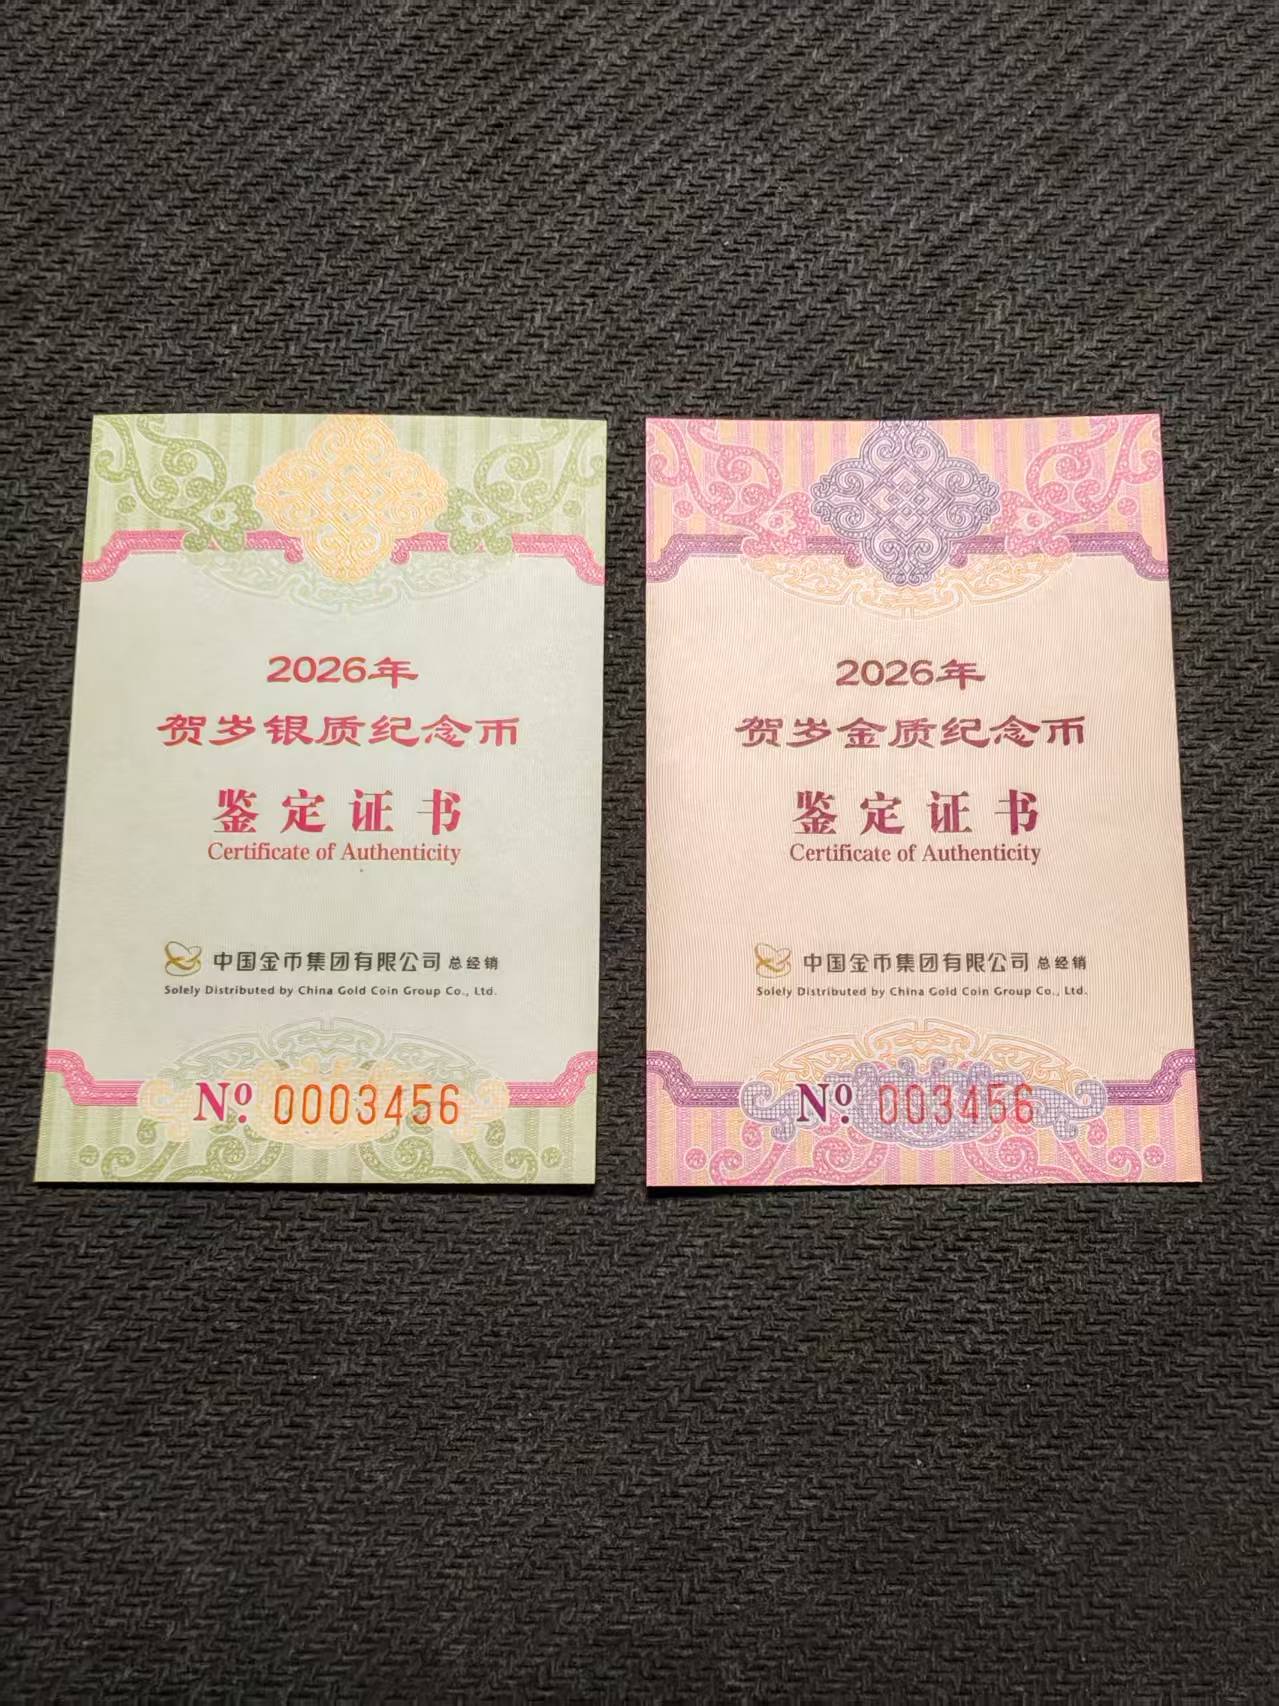 2026年
贺岁银质纪念币
鉴定证书
Certificate of Authenticity
中国金币集团有限公司 总经销
Solely Distributed by China Gold Coin Group Co., Ltd.
Nº. 0003456
2026年
贺岁金质纪念币
鉴定证书
Certificate of Authenticity
中国金币集团有限公司 总经销
Solely Distributed by China Gold Coin Group Co., Ltd.
Nº. 003456